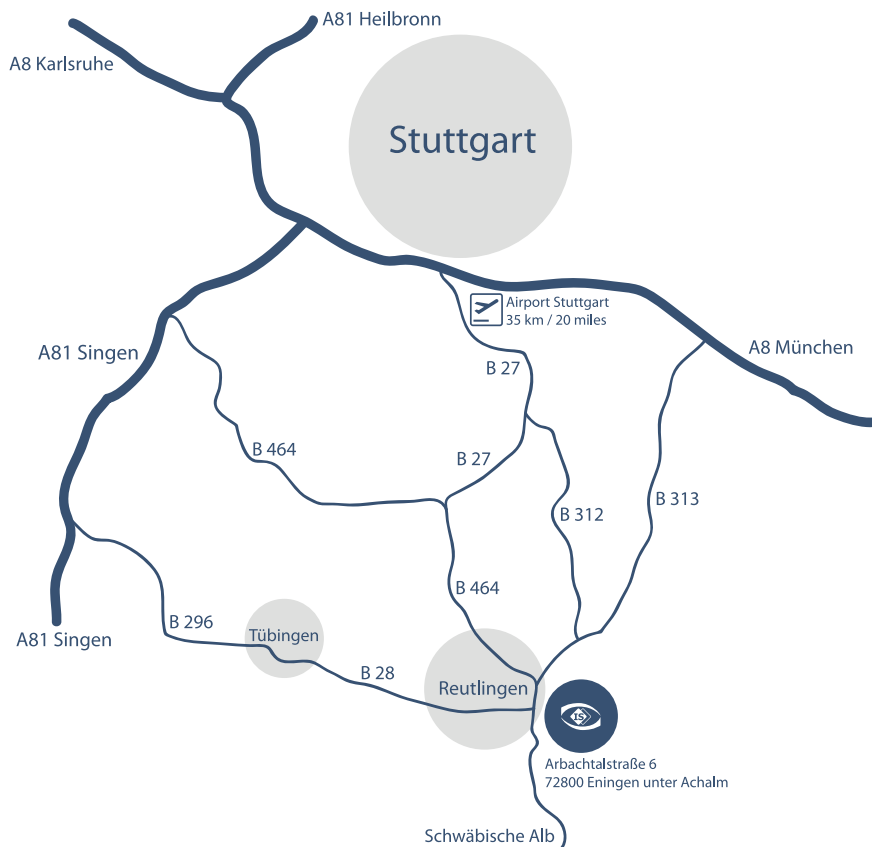 A81 Heilbronn
A8 Karlsruhe
Stuttgart
Airport Stuttgart
35 km / 20 miles
A81 Singen
A8 München
B 27
B 464
B 27
B 313
B 312
B 464
B 296
Tübingen
A81 Singen
B 28
Reutlingen
IS
Arbachtalstraße 6
72800 Eningen unter Achalm
Schwäbische Alb